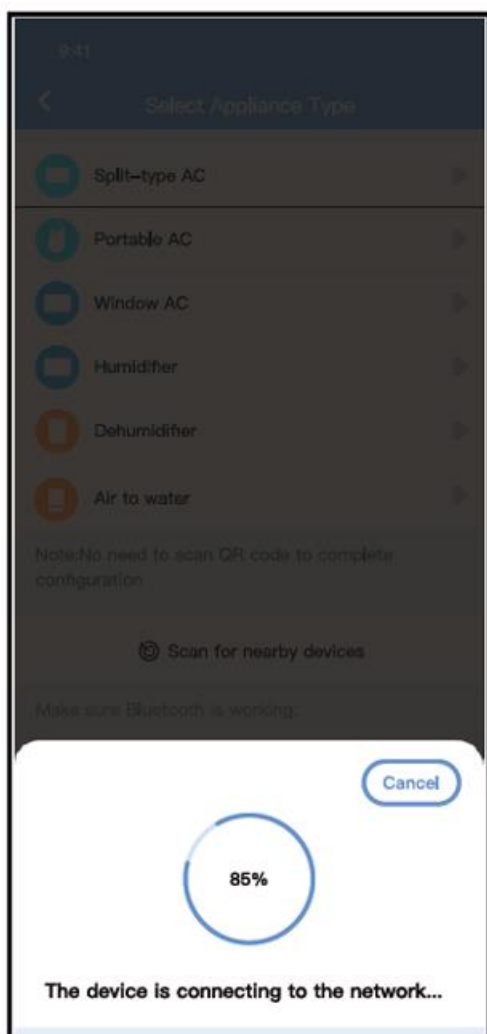 9:41
Select Appliance Type
Split-type AC
Portable AC
Window AC
Humidifier
Dehumidifier
Air to water
Note:No need to scan QR code to complete
configuration
Scan for nearby devices
Make sure Bluetooth is working.
Cancel
85%
The device is connecting to the network...